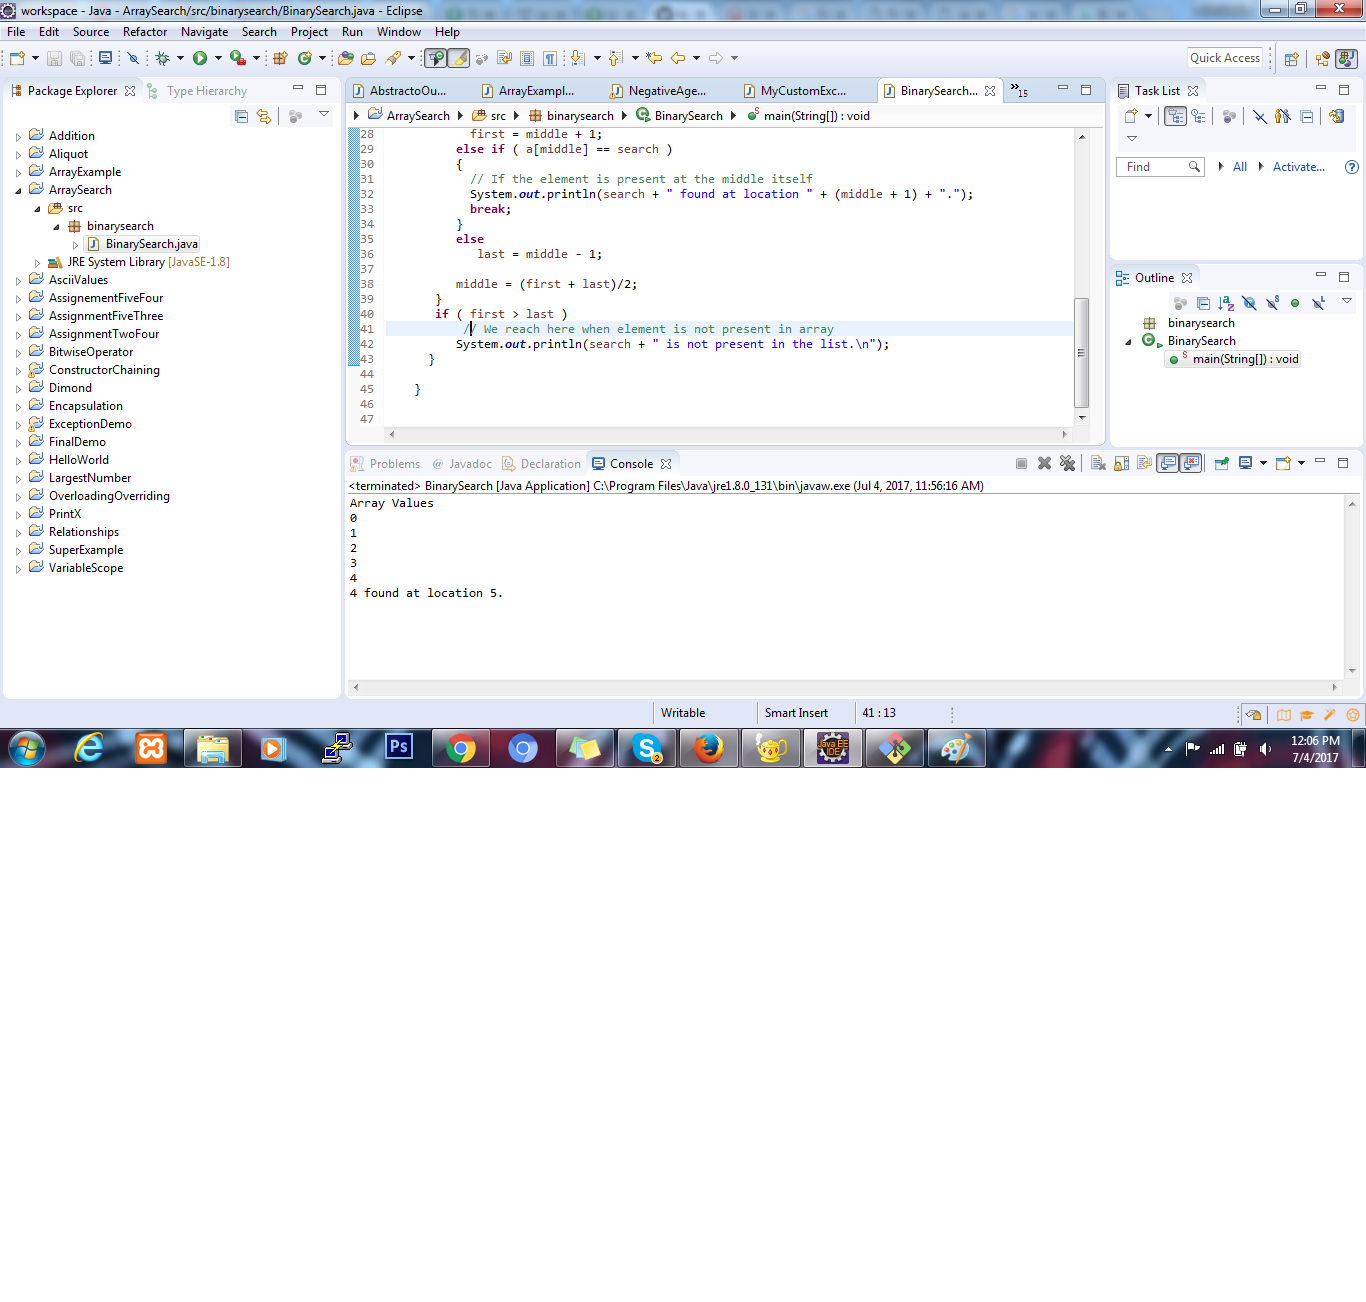 workspace - Java - ArraySearch/src/binarysearch/BinarySearch.java - Eclipse
File Edit Source Refactor Navigate Search Project Run Window Help
Quick Access
Package Explorer Type Hierarchy
Addition
Aliquot
ArrayExample
ArraySearch
src
binarysearch
BinarySearch.java
JRE System Library [JavaSE-1.8]
AsciiValues
AssignementFiveFour
AssignmentFiveThree
AssignmentTwoFour
BitwiseOperator
ConstructorChaining
Dimond
Encapsulation
ExceptionDemo
FinalDemo
HelloWorld
LargestNumber
OverloadingOverriding
PrintX
Relationships
SuperExample
VariableScope
AbstractoOu... ArrayExampl... NegativeAge... MyCustomExc... BinarySearch... »15
ArraySearch src binarysearch BinarySearch main(String[]) : void
28 first = middle + 1;
29 else if ( a[middle] == search )
30 {
31 // If the element is present at the middle itself
32 System.out.println(search + " found at location " + (middle + 1) + ".");
33 break;
34 }
35 else
36 last = middle - 1;
37
38 middle = (first + last)/2;
39 }
40 if ( first > last )
41 // We reach here when element is not present in array
42 System.out.println(search + " is not present in the list.\n");
43 }
44
45 }
46
47
Task List
Find All Activate...
Outline
binarysearch
BinarySearch
main(String[]) : void
Problems @ Javadoc Declaration Console
<terminated> BinarySearch [Java Application] C:\Program Files\Java\jre1.8.0_131\bin\javaw.exe (Jul 4, 2017, 11:56:16 AM)
Array Values
0
1
2
3
4
4 found at location 5.
Writable Smart Insert 41 : 13
Ps
Java EE
IDE
2
12:06 PM
7/4/2017